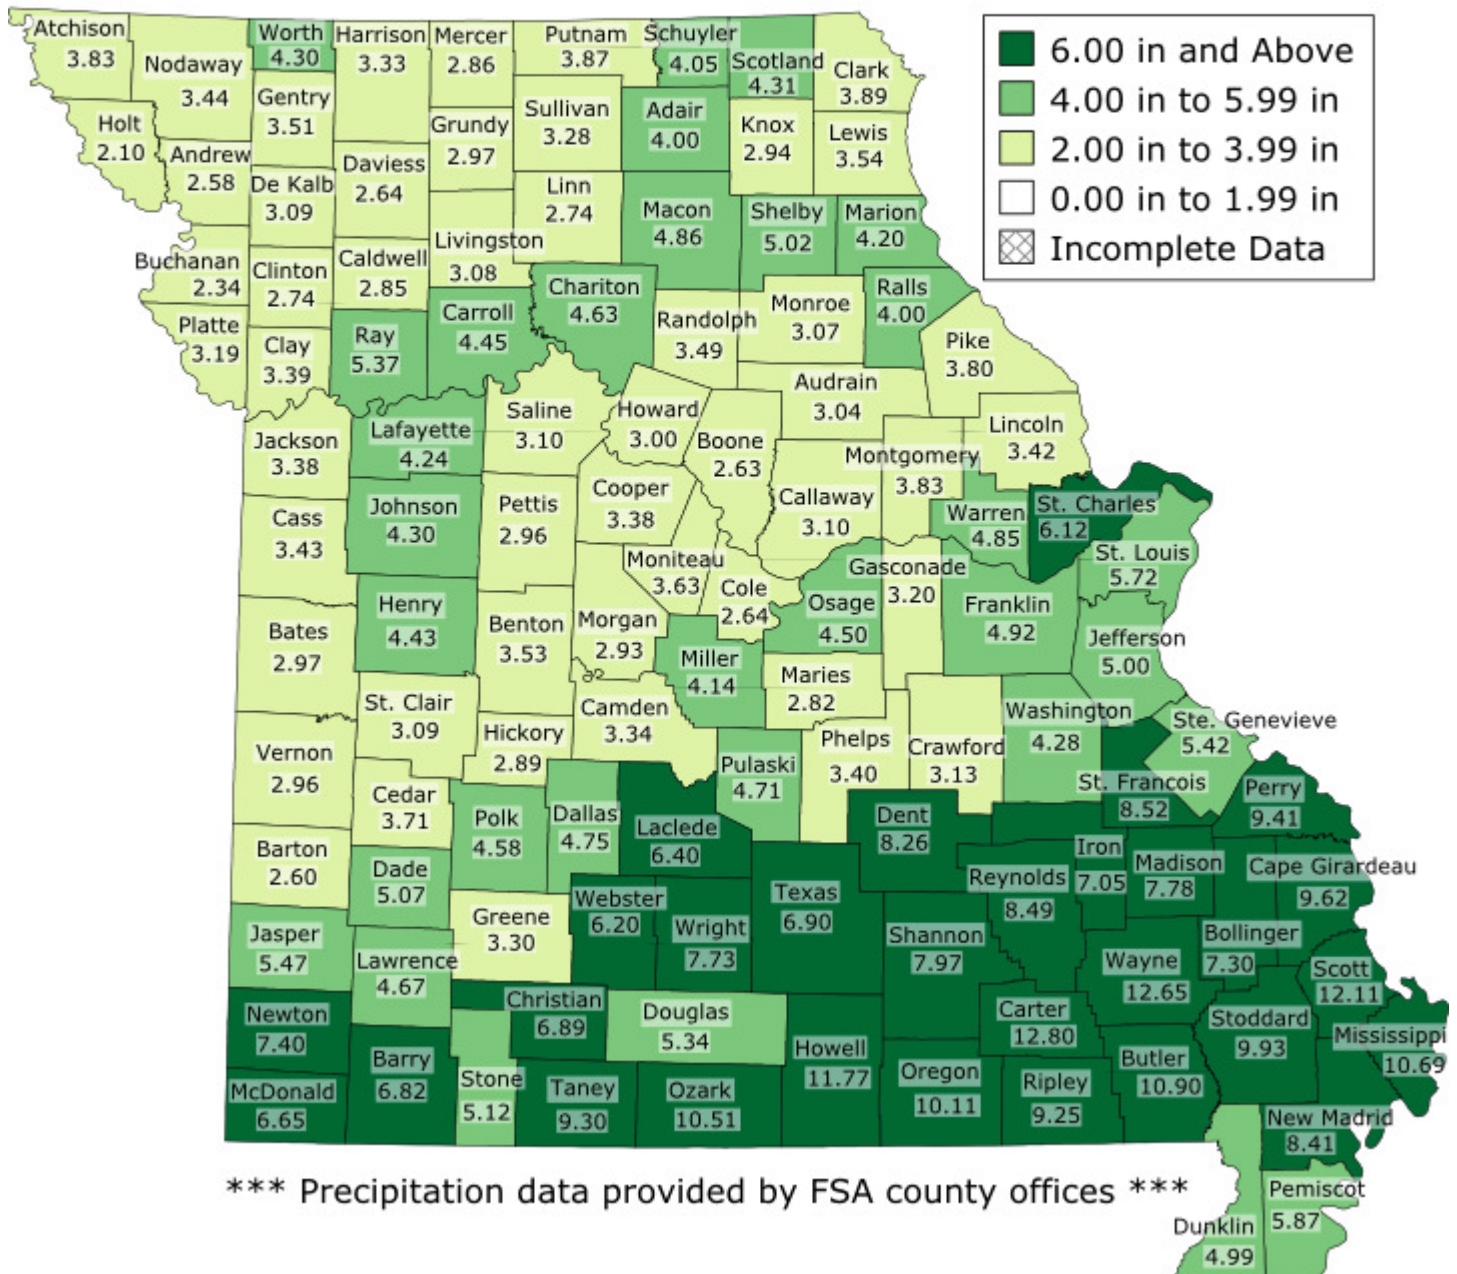 Atchison
3.83
Nodaway
3.44
Worth
4.30
Harrison
3.33
Mercer
2.86
Putnam
3.87
Schuyler
4.05
Scotland
4.31
Clark
3.89
6.00 in and Above
4.00 in to 5.99 in
2.00 in to 3.99 in
0.00 in to 1.99 in
Incomplete Data
Holt
2.10
Andrew
2.58
Gentry
3.51
De Kalb
3.09
Daviess
2.64
Grundy
2.97
Sullivan
3.28
Adair
4.00
Knox
2.94
Lewis
3.54
Linn
2.74
Macon
4.86
Shelby
5.02
Marion
4.20
Buchanan
2.34
Clinton
2.74
Caldwell
2.85
Livingston
3.08
Chariton
4.63
Randolph
3.49
Monroe
3.07
Ralls
4.00
Platte
3.19
Clay
3.39
Ray
5.37
Carroll
4.45
Pike
3.80
Audrain
3.04
Jackson
3.38
Lafayette
4.24
Saline
3.10
Howard
3.00
Boone
2.63
Lincoln
3.42
Montgomery
3.83
Callaway
3.10
Cass
3.43
Johnson
4.30
Pettis
2.96
Cooper
3.38
Warren
4.85
St. Charles
6.12
St. Louis
5.72
Moniteau
3.63
Cole
2.64
Gasconade
3.20
Osage
4.50
Franklin
4.92
Jefferson
5.00
Bates
2.97
Henry
4.43
Benton
3.53
Morgan
2.93
Miller
4.14
Maries
2.82
St. Clair
3.09
Hickory
2.89
Camden
3.34
Washington
4.28
Ste. Genevieve
5.42
Vernon
2.96
Cedar
3.71
Pulaski
4.71
Phelps
3.40
Crawford
3.13
St. Francois
8.52
Perry
9.41
Polk
4.58
Dallas
4.75
Laclede
6.40
Dent
8.26
Iron
7.05
Madison
7.78
Cape Girardeau
9.62
Barton
2.60
Dade
5.07
Greene
3.30
Webster
6.20
Wright
7.73
Texas
6.90
Reynolds
8.49
Shannon
7.97
Bollinger
7.30
Jasper
5.47
Lawrence
4.67
Wayne
12.65
Scott
12.11
Newton
7.40
Christian
6.89
Douglas
5.34
Carter
12.80
Stoddard
9.93
Mississippi
10.69
McDonald
6.65
Barry
6.82
Stone
5.12
Taney
9.30
Ozark
10.51
Howell
11.77
Oregon
10.11
Ripley
9.25
Butler
10.90
New Madrid
8.41
*** Precipitation data provided by FSA county offices ***
Pemiscot
5.87
Dunklin
4.99